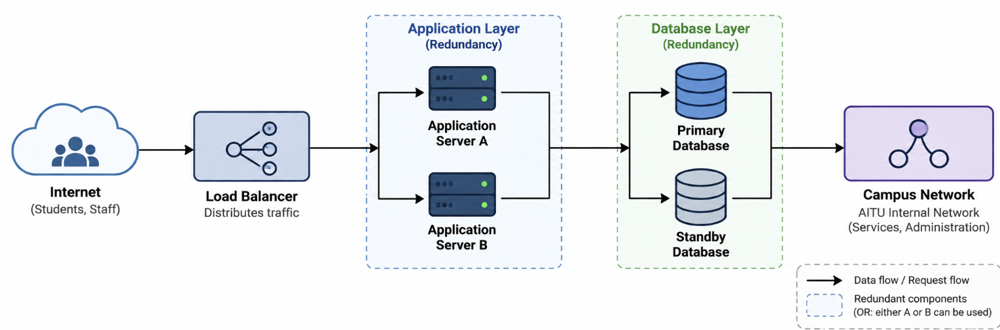 Application Layer
(Redundancy)
Database Layer
(Redundancy)
Application
Server A
Primary
Database
Internet
(Students, Staff)
Load Balancer
Distributes traffic
Campus Network
AITU Internal Network
(Services, Administration)
Application
Server B
Standby
Database
Data flow / Request flow
Redundant components
(OR: either A or B can be used)